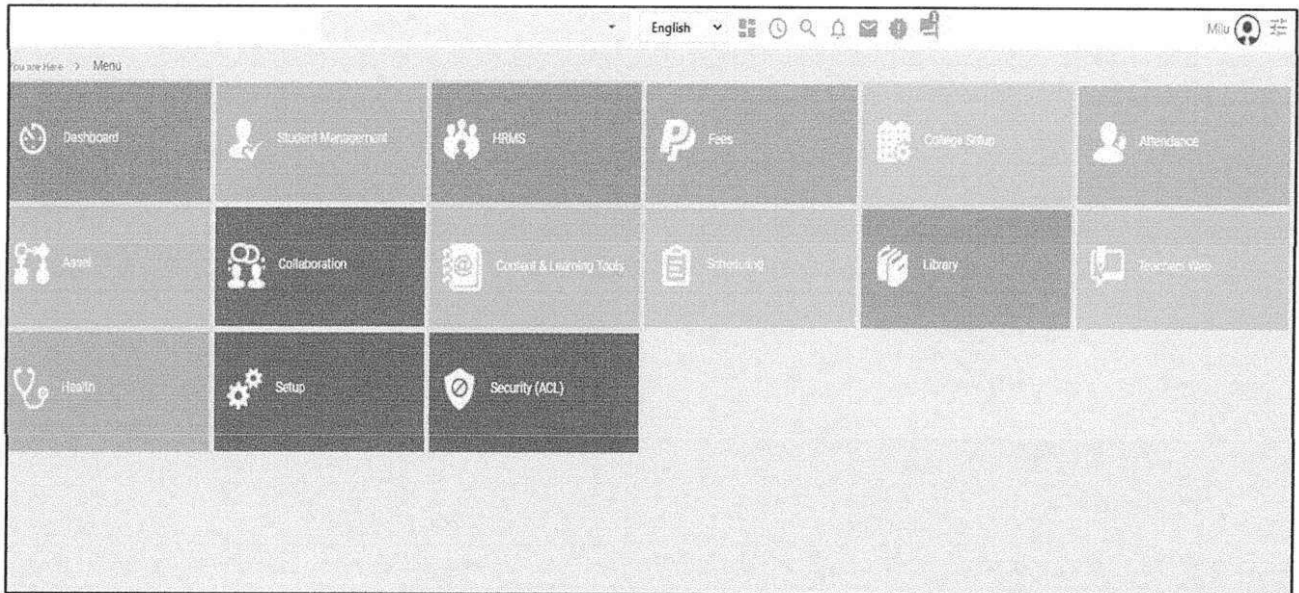 English
Milu
You are Here > Menu
Dashboard
Student Management
HRMS
Fees
College Setup
Attendance
Collaboration
Content & Learning Tools
Scheduling
Library
Teachers Web
Health
Setup
Security (ACL)